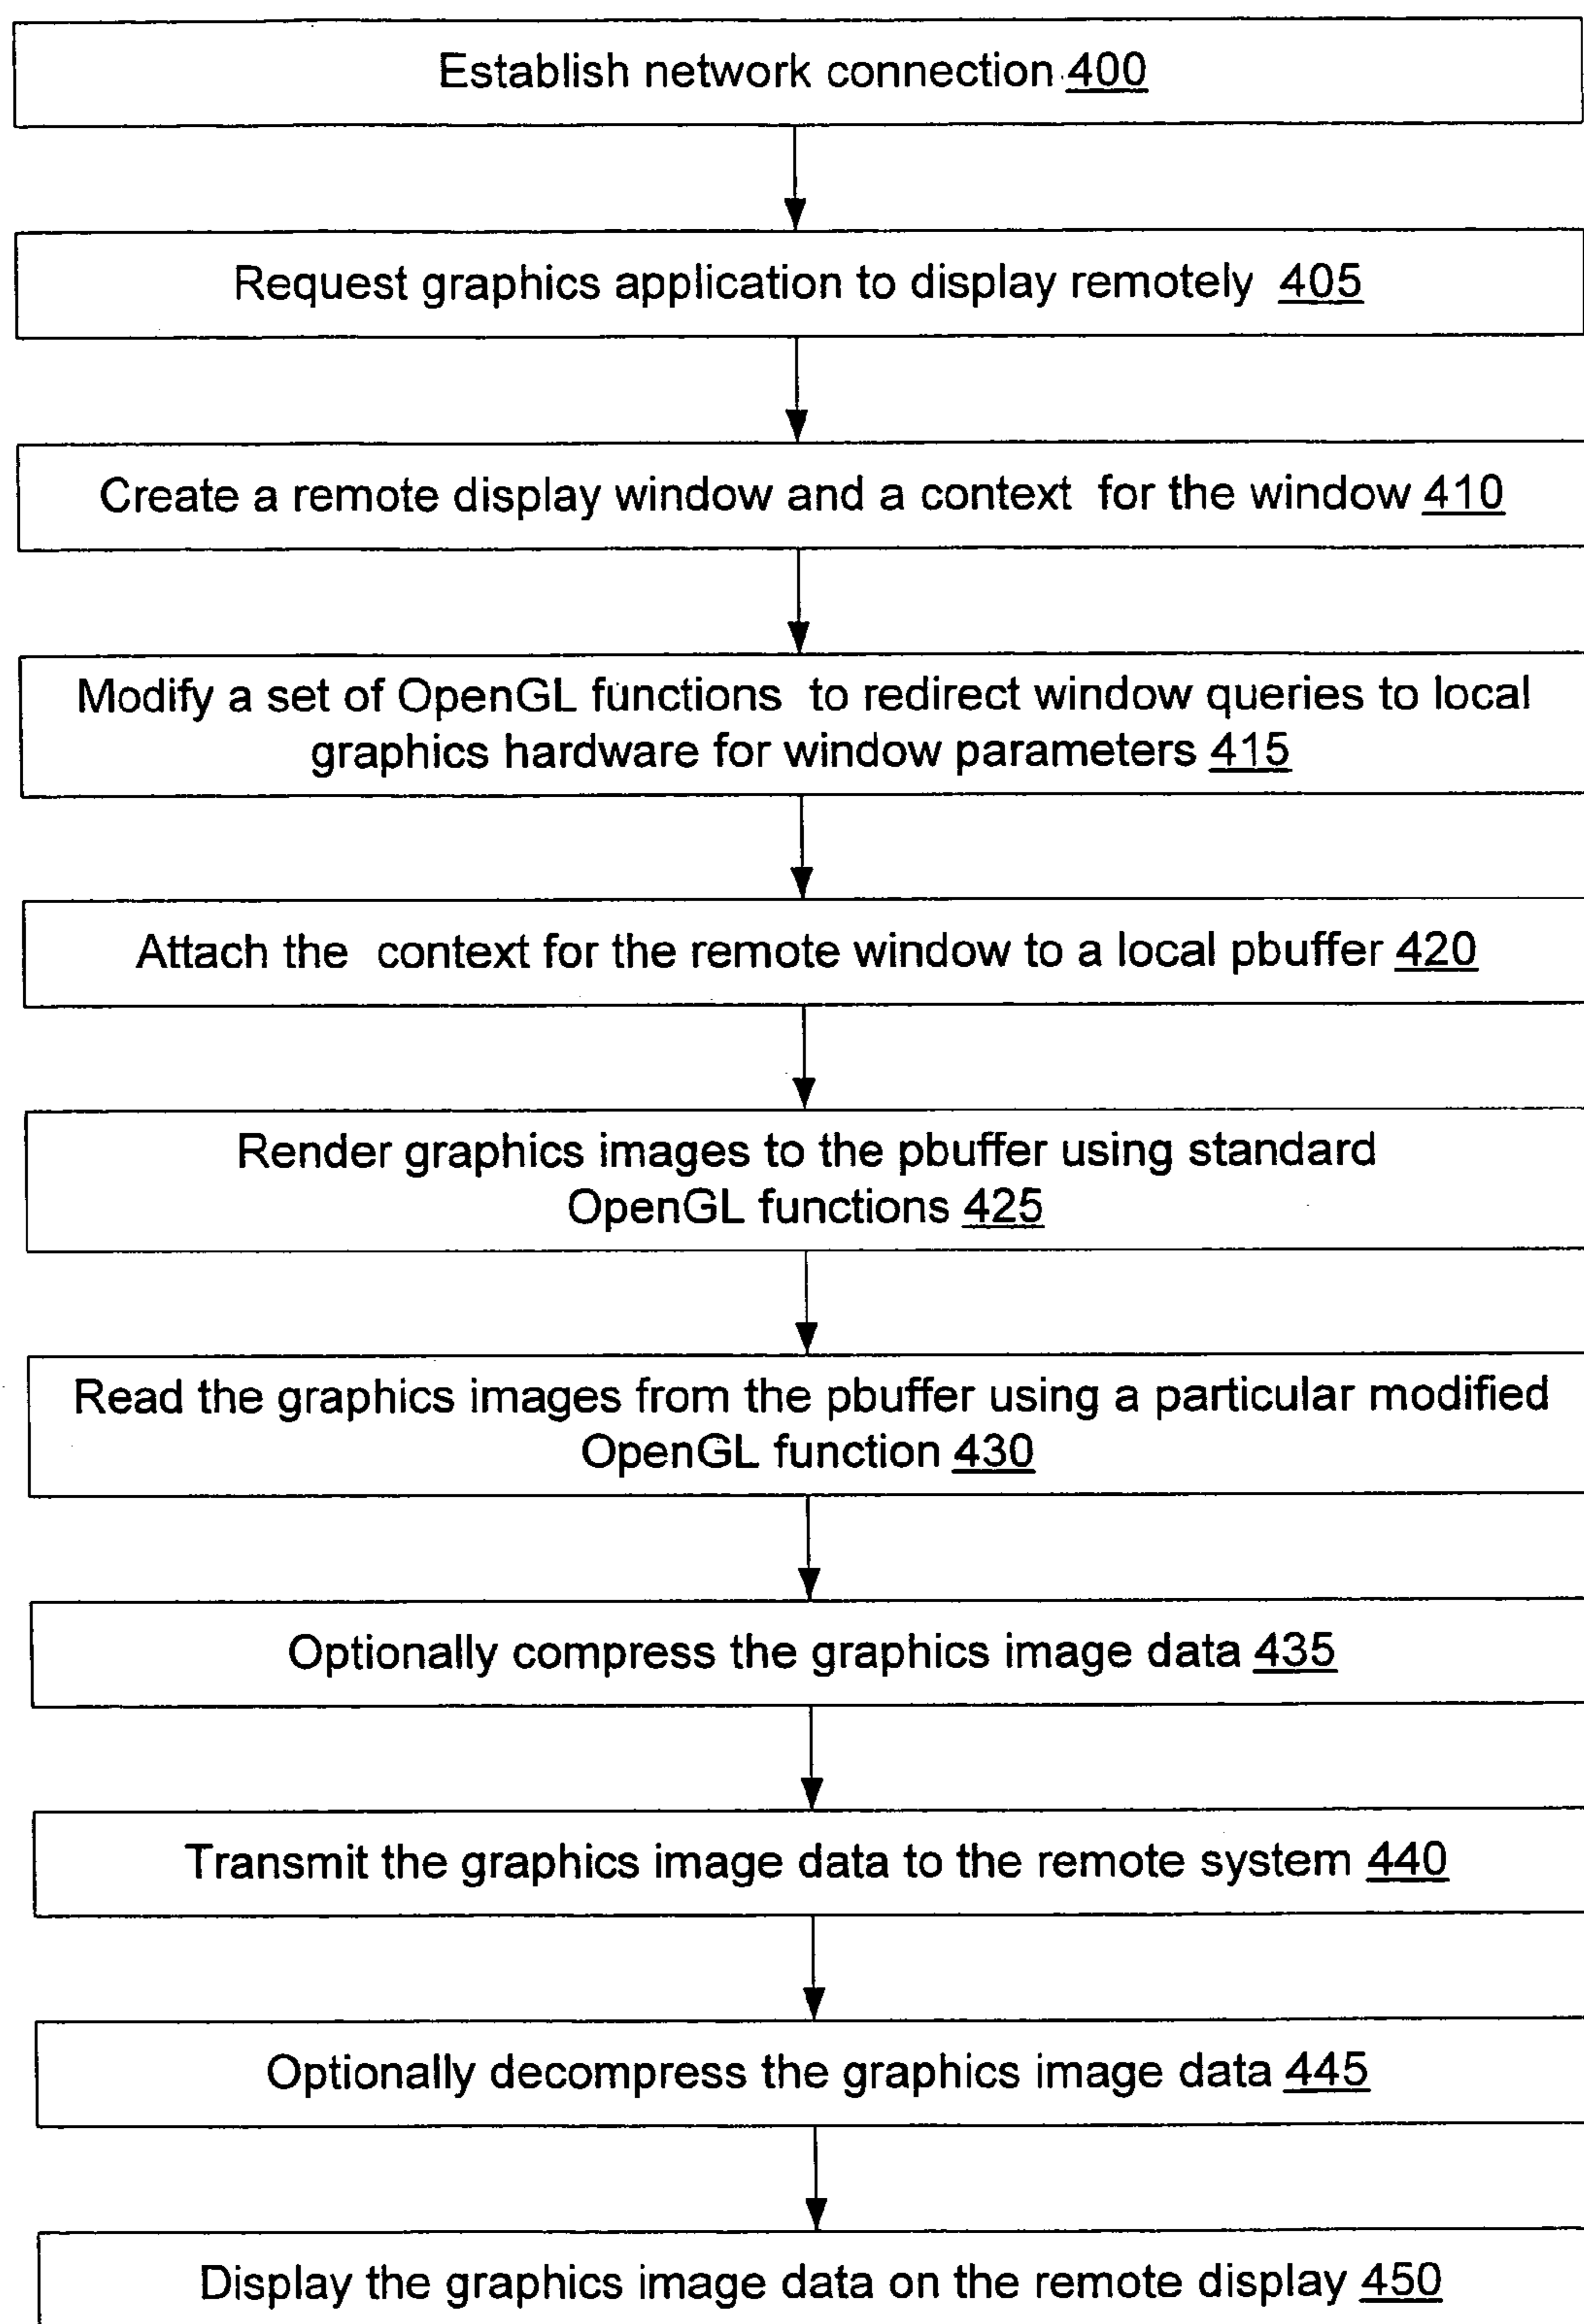 Establish network connection 400
Request graphics application to display remotely 405
Create a remote display window and a context for the window 410
Modify a set of OpenGL functions to redirect window queries to local
graphics hardware for window parameters 415
Attach the context for the remote window to a local pbuffer 420
Render graphics images to the pbuffer using standard
OpenGL functions 425
Read the graphics images from the pbuffer using a particular modified
OpenGL function 430
Optionally compress the graphics image data 435
Transmit the graphics image data to the remote system 440
Optionally decompress the graphics image data 445
Display the graphics image data on the remote display 450